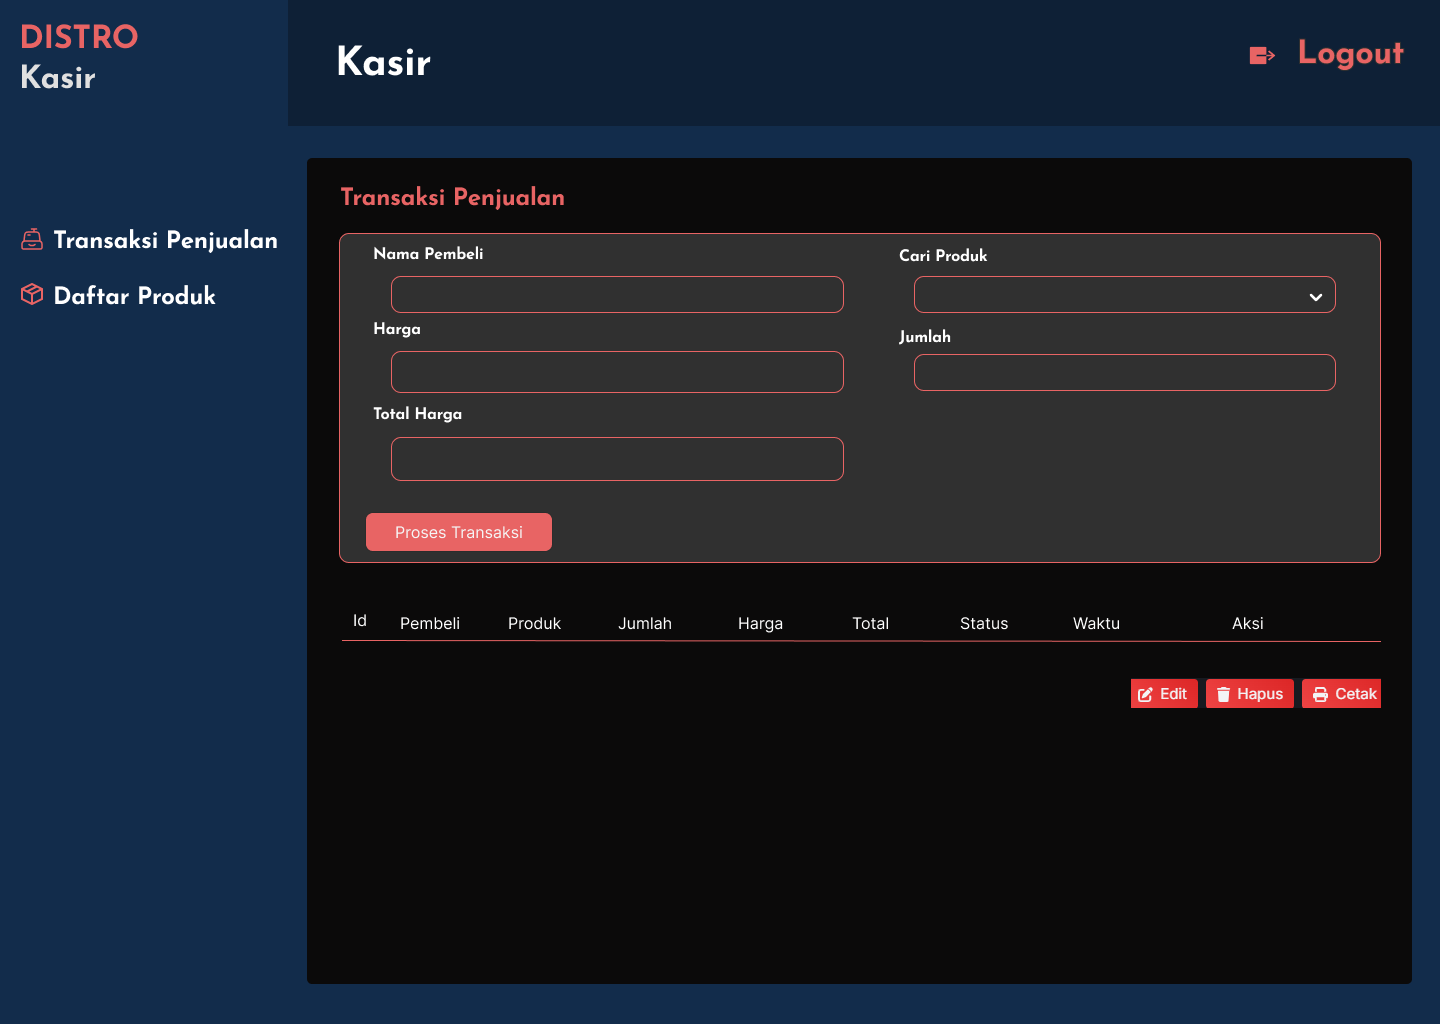 DISTRO
Kasir
Kasir
Logout
Transaksi Penjualan
Daftar Produk
Transaksi Penjualan
Nama Pembeli
Cari Produk
Harga
Jumlah
Total Harga
Proses Transaksi
Id Pembeli Produk Jumlah Harga Total Status Waktu Aksi
Edit Hapus Cetak